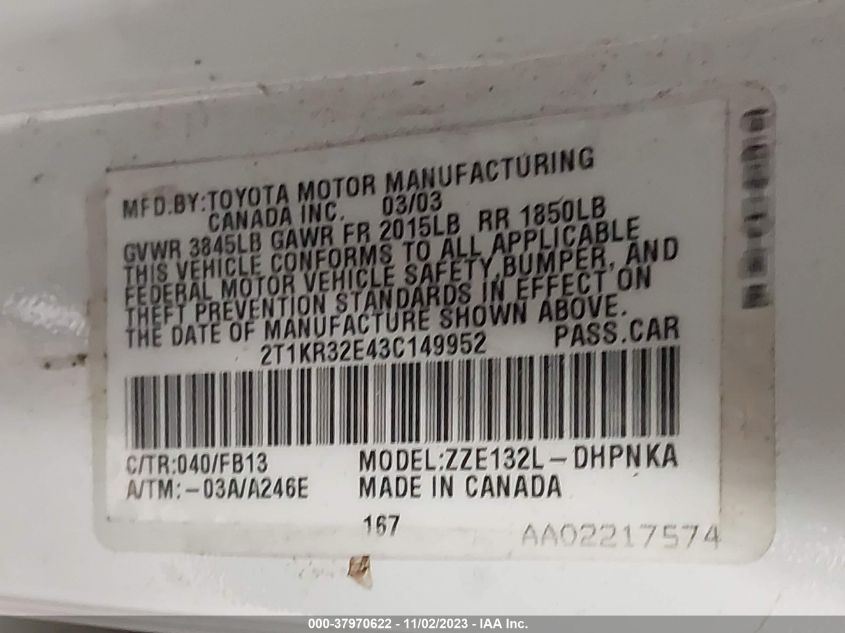 MFD.BY:TOYOTA MOTOR MANUFACTURING
CANADA INC. 03/03
GVWR 3845LB GAWR FR 2015LB RR 1850LB
THIS VEHICLE CONFORMS TO ALL APPLICABLE
FEDERAL MOTOR VEHICLE SAFETY,BUMPER, AND
THEFT PREVENTION STANDARDS IN EFFECT ON
THE DATE OF MANUFACTURE SHOWN ABOVE.
2T1KR32E43C149952 PASS.CAR
C/TR:040/FB13 MODEL:ZZE132L-DHPNKA
A/TM:-03A/A246E MADE IN CANADA
167 AA02217574
000-37970622 - 11/02/2023 - IAA Inc.